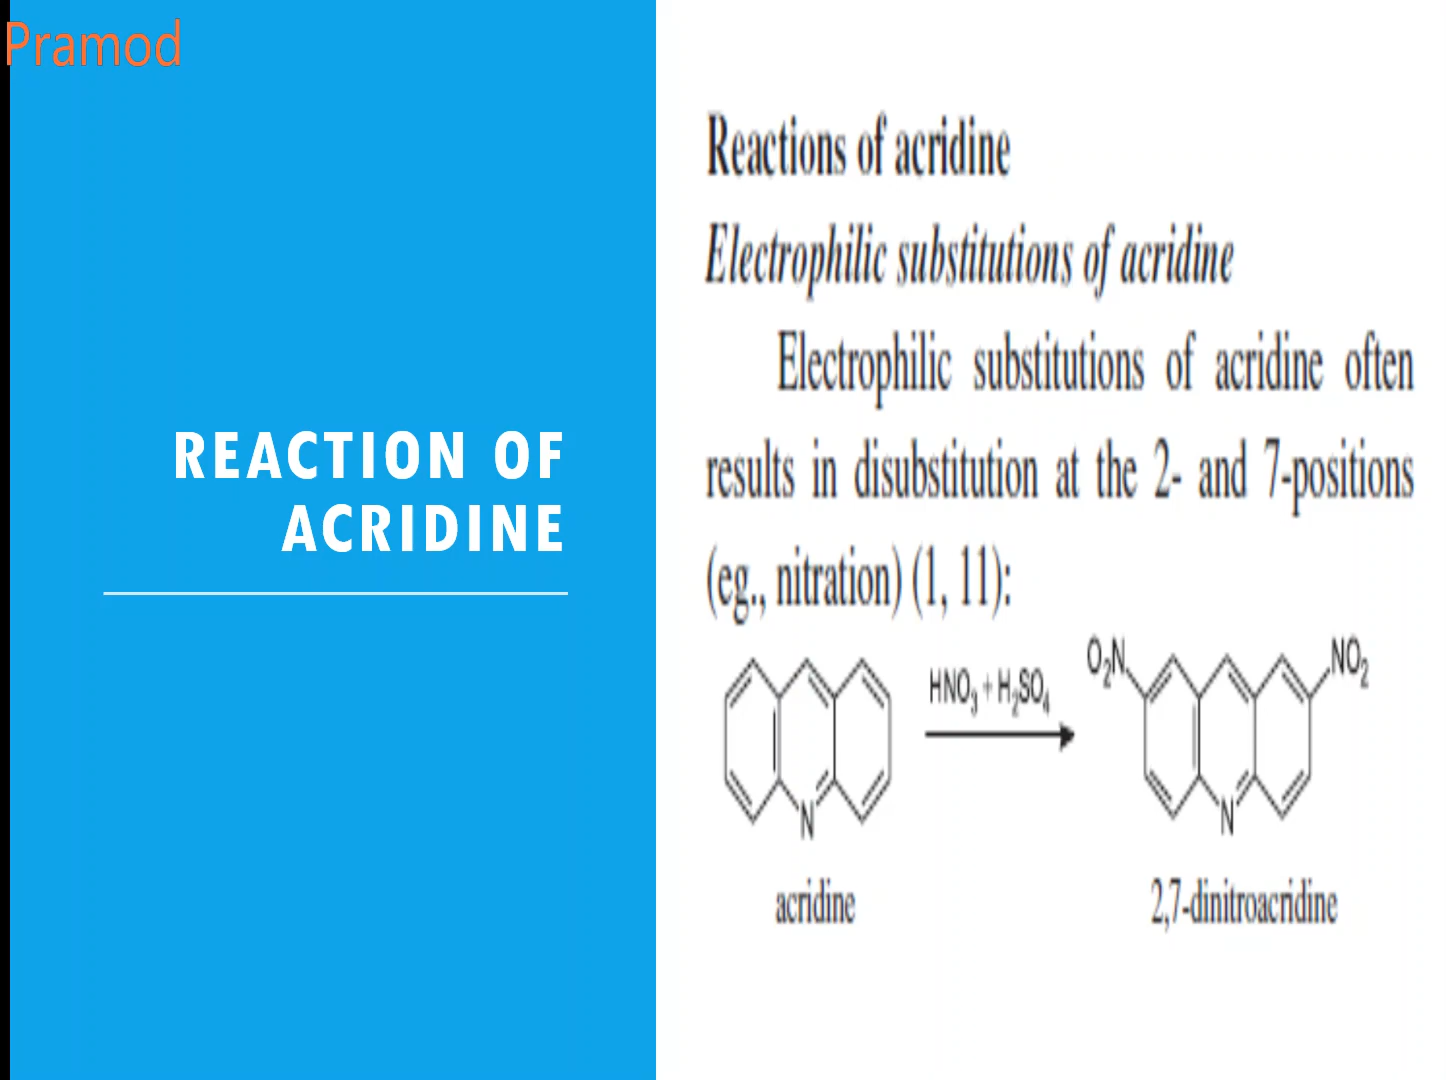 Pramod
REACTION OF
ACRIDINE
Reactions of acridine
Electrophilic substitutions of acridine
Electrophilic substitutions of acridine often
results in disubstitution at the 2- and 7-positions
(eg., nitration) (1, 11):
HNO₃ + H₂SO₄
O₂N
NO₂
N
N
acridine
2,7-dinitroacridine